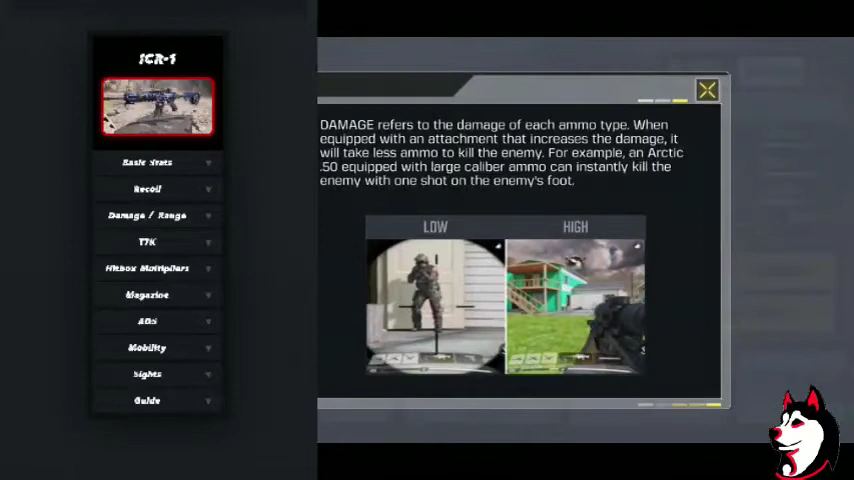 ICR-1
Basic Stats
Recoil
Damage / Range
TTK
Hitbox Multipliers
Magazine
ADS
Mobility
Sights
Guide
DAMAGE refers to the damage of each ammo type. When
equipped with an attachment that increases the damage, it
will take less ammo to kill the enemy. For example, an Arctic
.50 equipped with large caliber ammo can instantly kill the
enemy with one shot on the enemy's foot.
LOW
HIGH